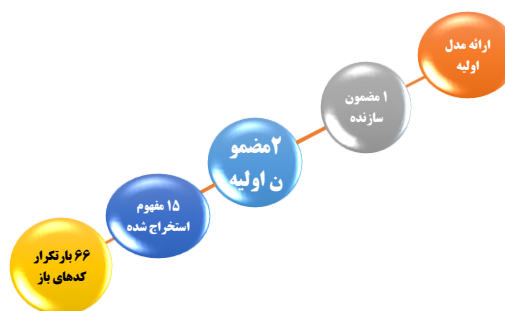 ارائه مدل
اولیه
۱ مضمون
سازنده
۲مضمو
ن اولیه
۱۵ مفهوم
استخراج شده
۶۶ بارتکرار
کدهای باز